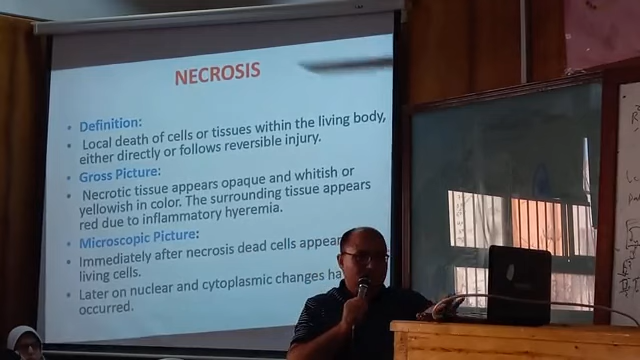 NECROSIS
• Definition:
• Local death of cells or tissues within the living body,
either directly or follows reversible injury.
• Gross Picture:
• Necrotic tissue appears opaque and whitish or
yellowish in color. The surrounding tissue appears
red due to inflammatory hyeremia.
• Microscopic Picture:
• Immediately after necrosis dead cells appear
living cells.
• Later on nuclear and cytoplasmic changes ha
occurred.